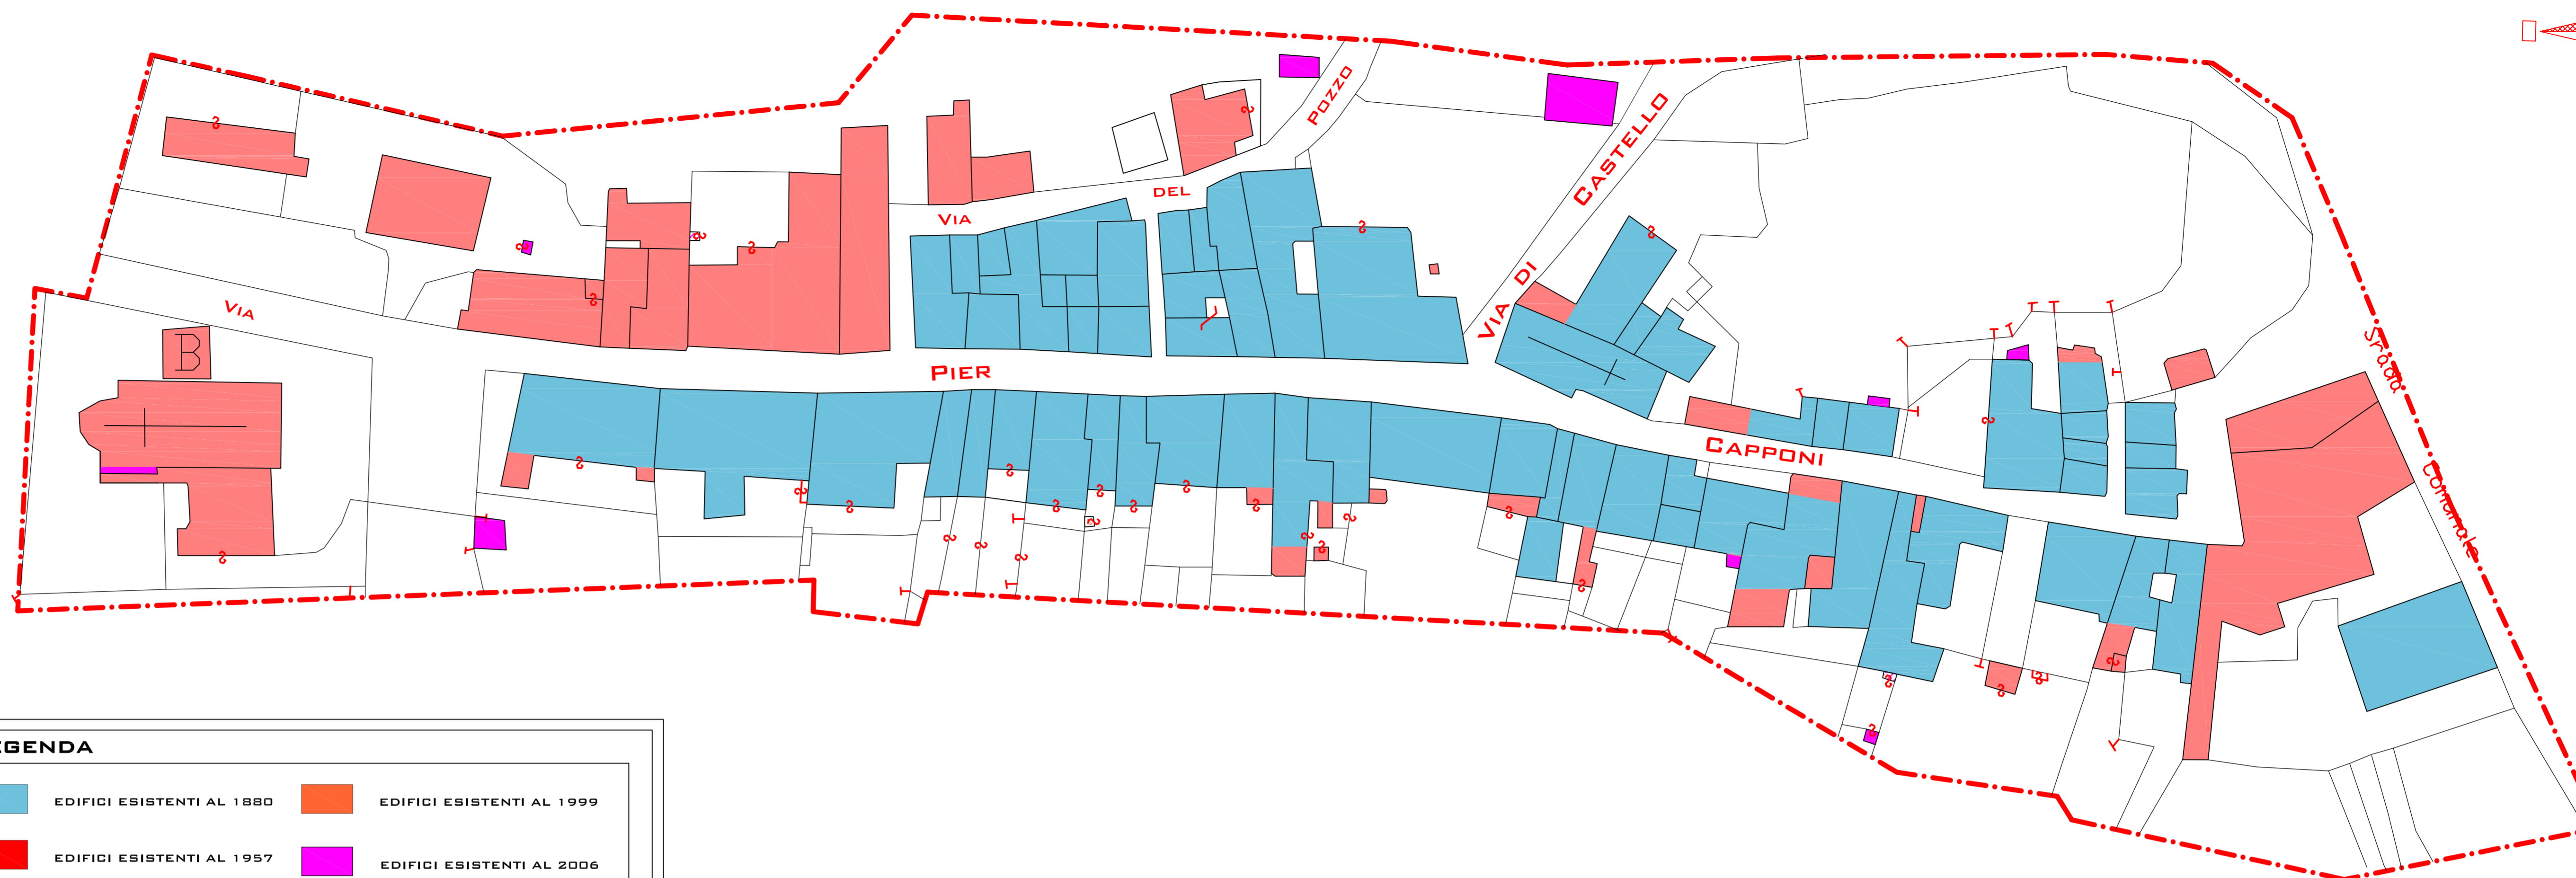 POZZO
DEL
VIA
VIA DI CASTELLO
VIA
PIER
CAPPONI
Srada Comunale
B
EGENDA
EDIFICI ESISTENTI AL 1880
EDIFICI ESISTENTI AL 1999
EDIFICI ESISTENTI AL 1957
EDIFICI ESISTENTI AL 2006